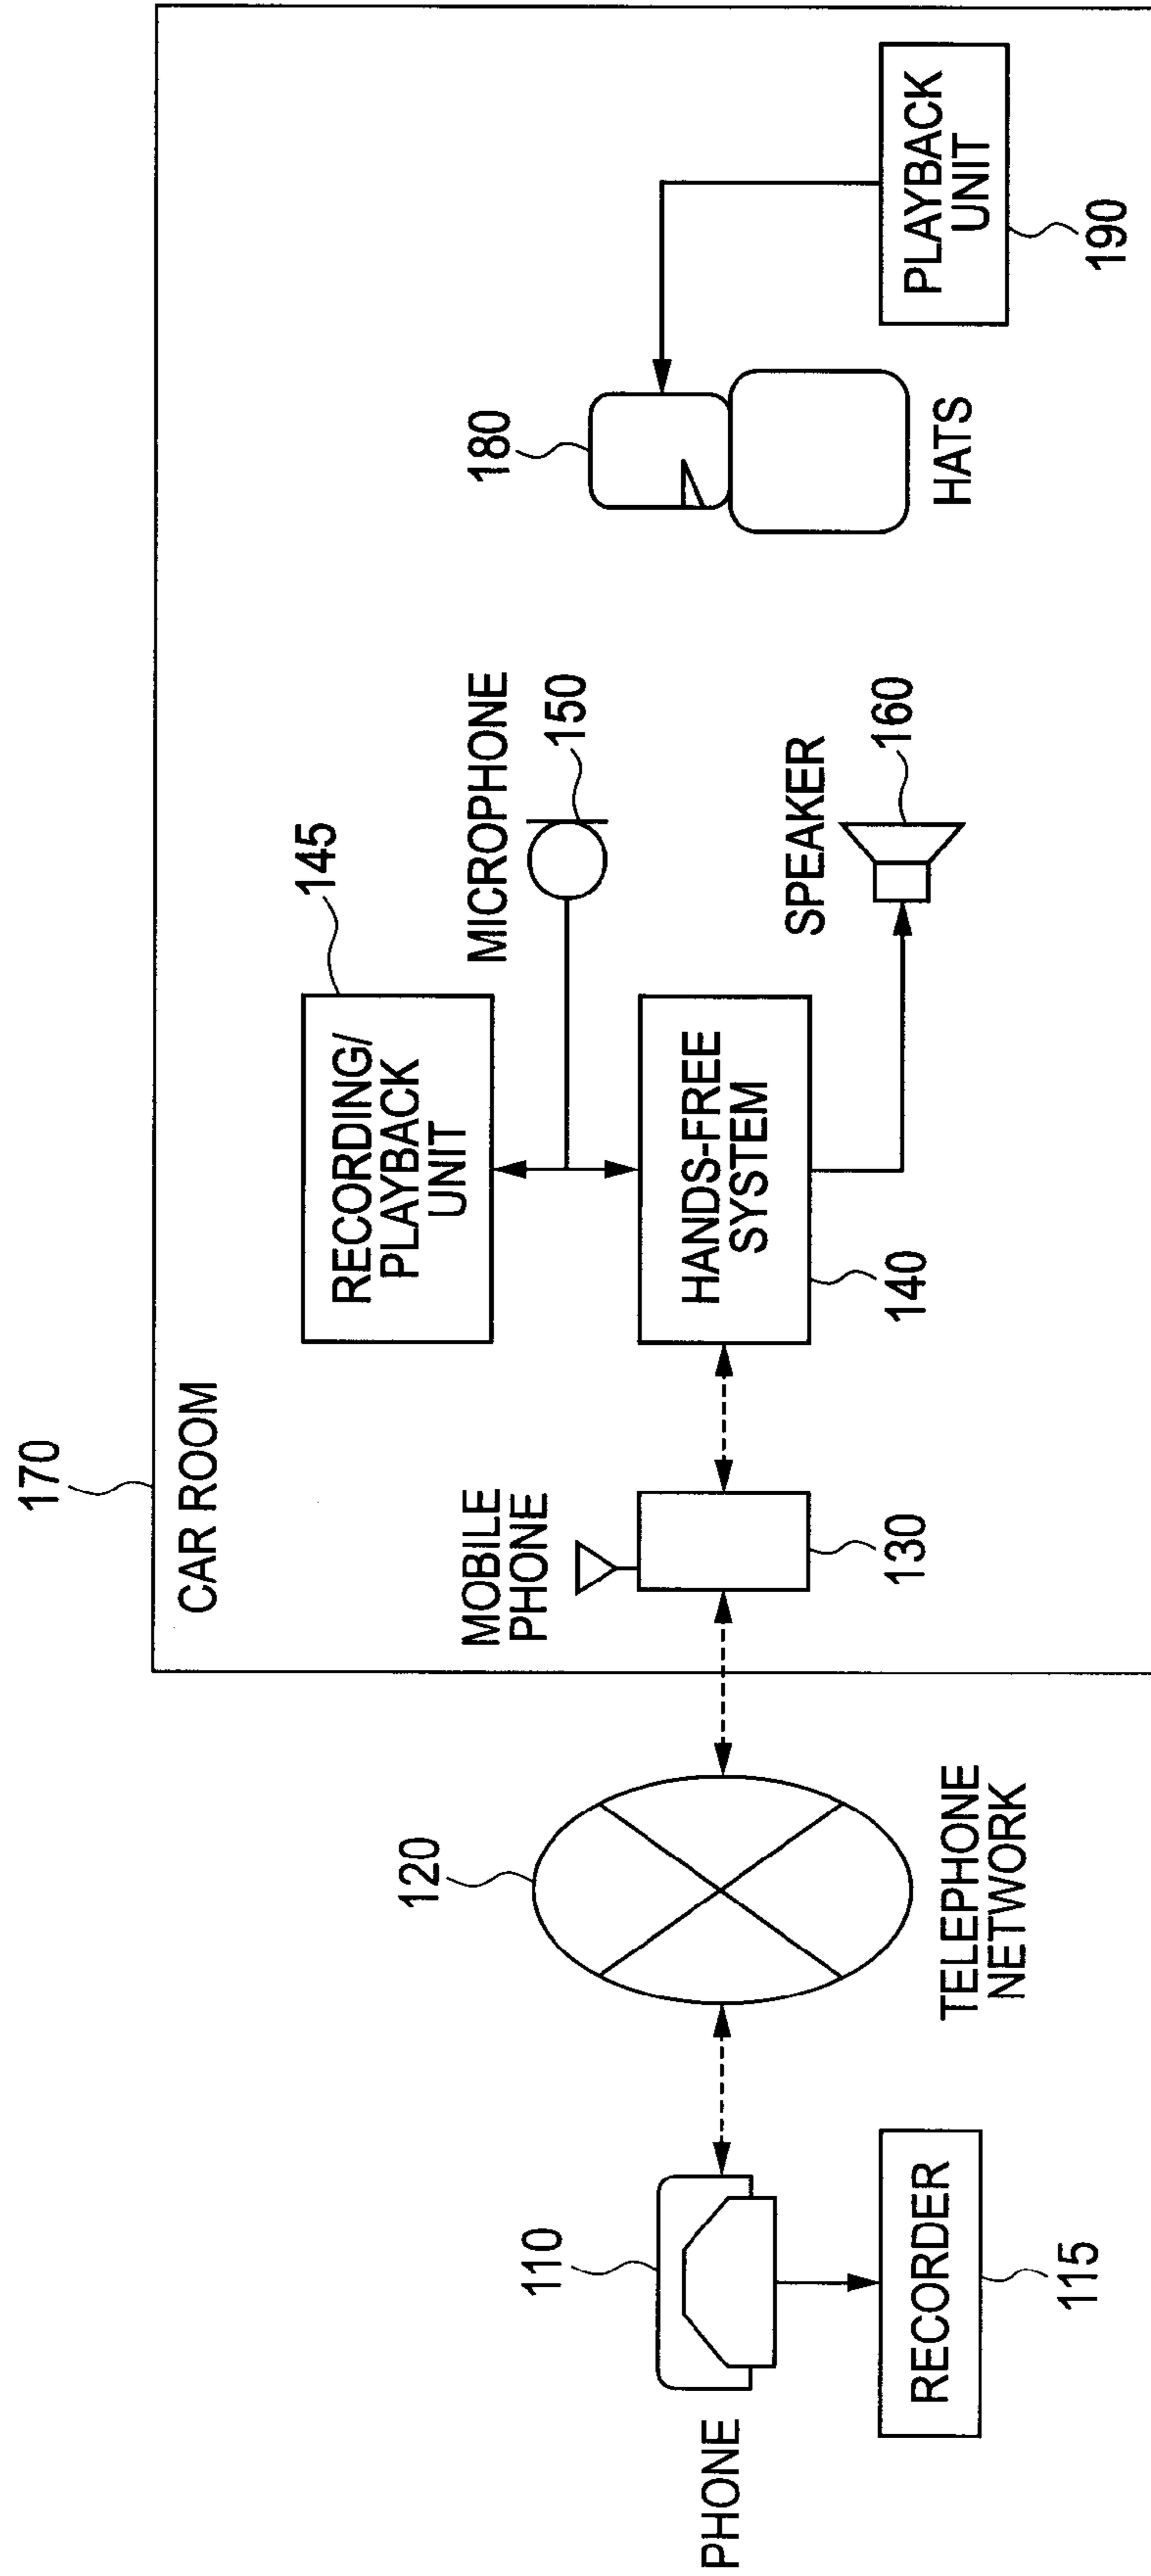 170
CAR ROOM
145
RECORDING/
PLAYBACK
UNIT
MICROPHONE
150
180
MOBILE
PHONE
HANDS-FREE
SYSTEM
140
130
SPEAKER
160
HATS
PLAYBACK
UNIT
190
120
TELEPHONE
NETWORK
110
PHONE
RECORDER
115